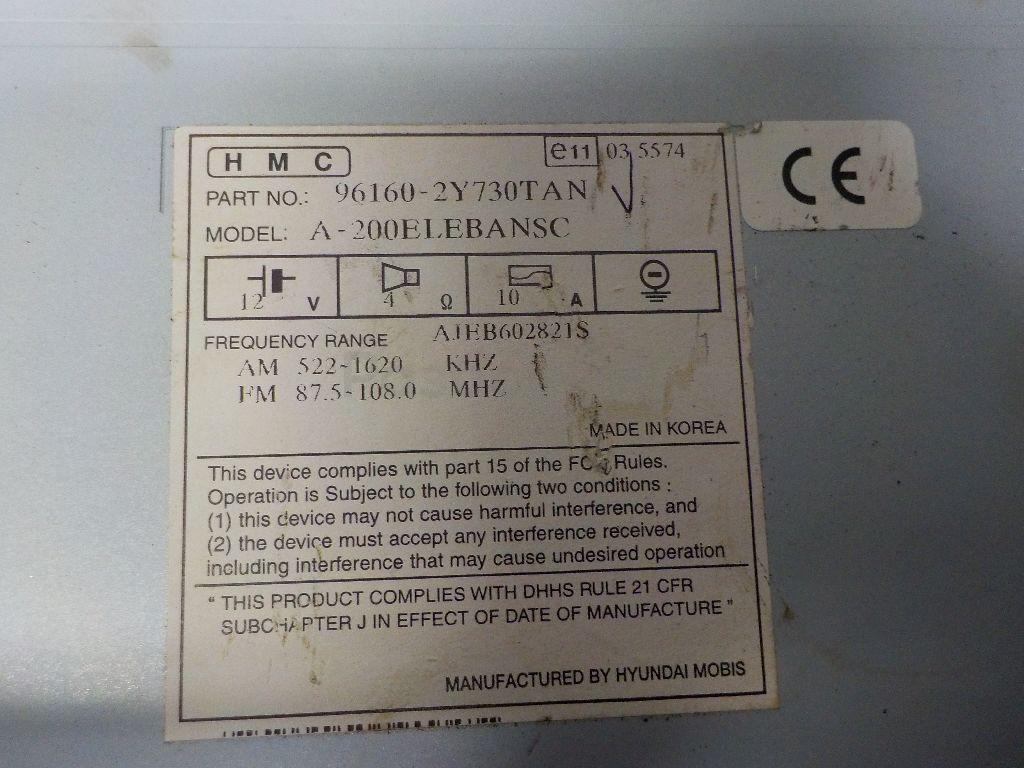 HMC
e11 03 5574
CE
PART NO.: 96160-2Y730TAN
MODEL: A-200ELEBANSC
12 V 4 Ω 10 A
FREQUENCY RANGE AJEB602821S
AM 522~1620 KHZ
FM 87.5~108.0 MHZ
MADE IN KOREA
This device complies with part 15 of the FC Rules.
Operation is Subject to the following two conditions :
(1) this device may not cause harmful interference, and
(2) the device must accept any interference received,
including interference that may cause undesired operation
“ THIS PRODUCT COMPLIES WITH DHHS RULE 21 CFR
SUBCHAPTER J IN EFFECT OF DATE OF MANUFACTURE ”
MANUFACTURED BY HYUNDAI MOBIS